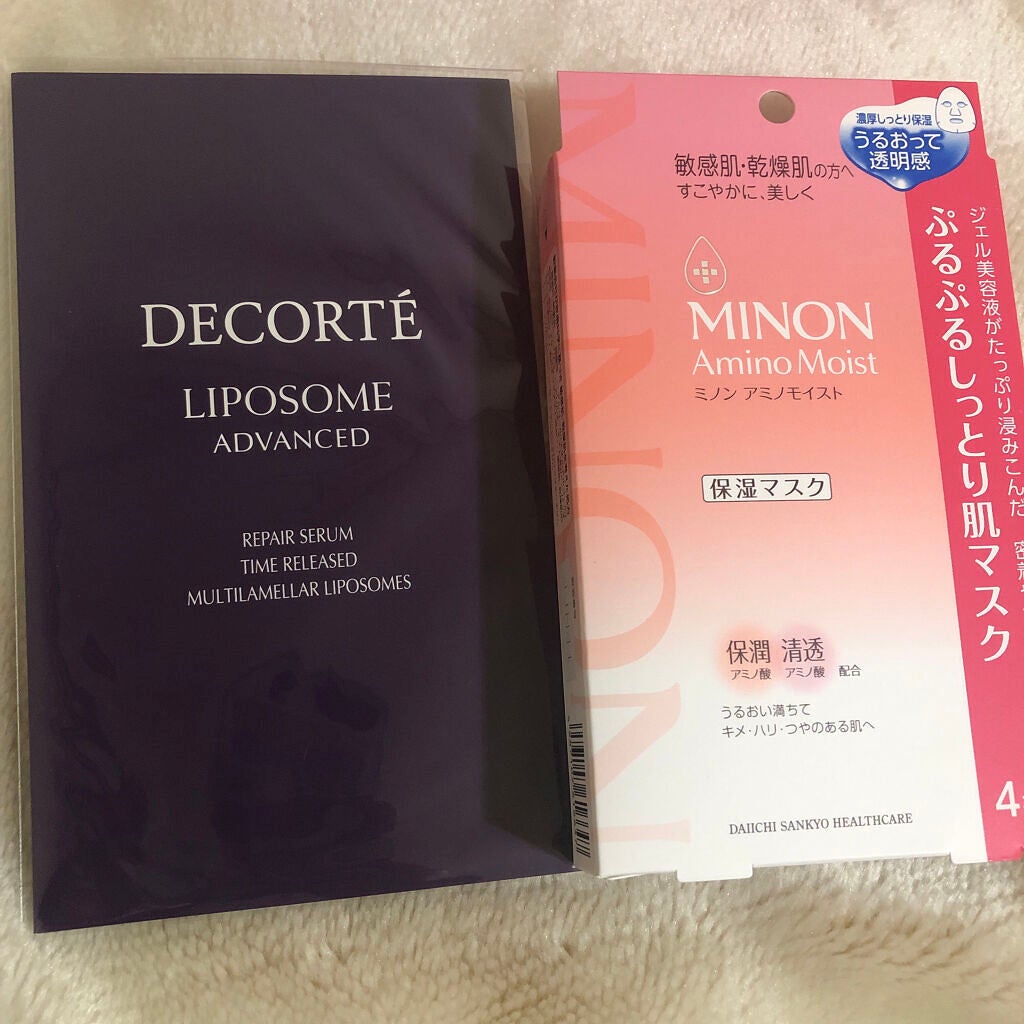 DECORTÉ
LIPOSOME
ADVANCED
REPAIR SERUM
TIME RELEASED
MULTILAMELLAR LIPOSOMES
MINON
濃厚しっとり保湿
うるおって
透明感
敏感肌・乾燥肌の方へ
すこやかに、美しく
MINON
Amino Moist
ミノン アミノモイスト
保湿マスク
保潤 清透
アミノ酸 アミノ酸 配合
うるおい満ちて
キメ・ハリ・つやのある肌へ
DAIICHI SANKYO HEALTHCARE
ジェル美容液がたっぷり浸みこんだ
ぷるぷるしっとり肌マスク
4